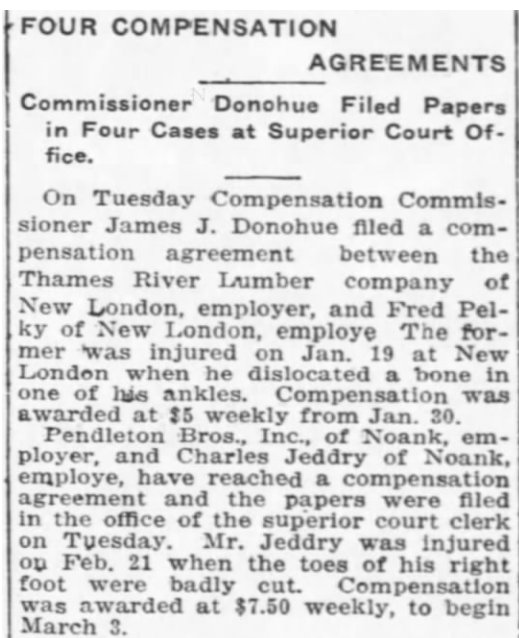 FOUR COMPENSATION
AGREEMENTS
Commissioner Donohue Filed Papers
in Four Cases at Superior Court Of-
fice.
On Tuesday Compensation Commis-
sioner James J. Donohue filed a com-
pensation agreement between the
Thames River Lumber company of
New London, employer, and Fred Pel-
ky of New London, employe The for-
mer was injured on Jan. 19 at New
London when he dislocated a bone in
one of his ankles. Compensation was
awarded at $5 weekly from Jan. 30.
Pendleton Bros., Inc., of Noank, em-
ployer, and Charles Jeddry of Noank,
employe, have reached a compensation
agreement and the papers were filed
in the office of the superior court clerk
on Tuesday. Mr. Jeddry was injured
on Feb. 21 when the toes of his right
foot were badly cut. Compensation
was awarded at $7.50 weekly, to begin
March 3.